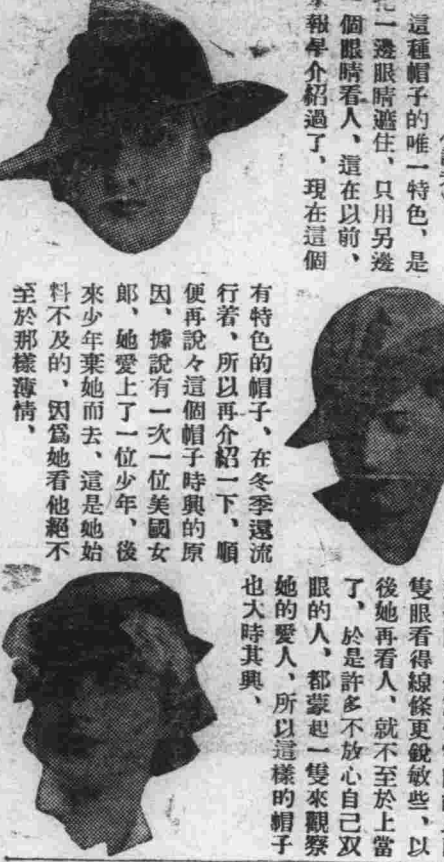 這種帽子的唯一特色、是
一邊眼睛遮住、只用另邊
一個眼睛看人、這在以前、
報學介紹過了、現在這個
有特色的帽子、在冬季還流
行着、所以再介紹一下、順
便再說々這個帽子時興的原
因、據說有一次一位美國女
郎、她愛上了一位少年、後
來少年棄她而去、這是她始
料不及的、因爲她看他絕不
至於那樣薄情、
隻眼看得線條更銳敏些、以
後她再看人、就不至於上當
了、於是許多不放心自己双
眼的人、都蒙起一隻來觀察
她的愛人、所以這樣的帽子
也大時其興、